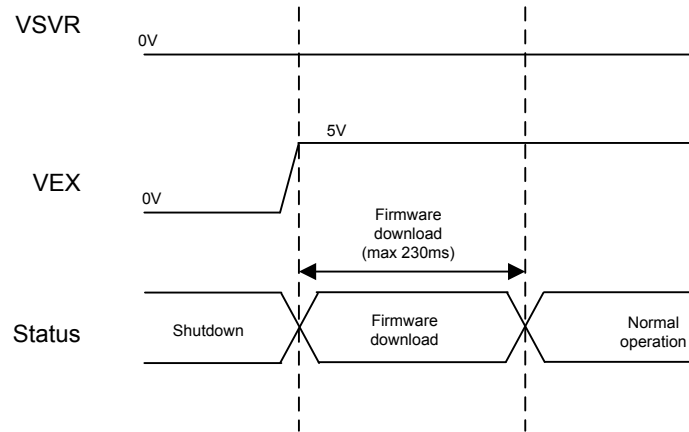 VSVR
0V
5V
VEX
0V
Firmware
download
(max 230ms)
Status
Shutdown
Firmware
download
Normal
operation